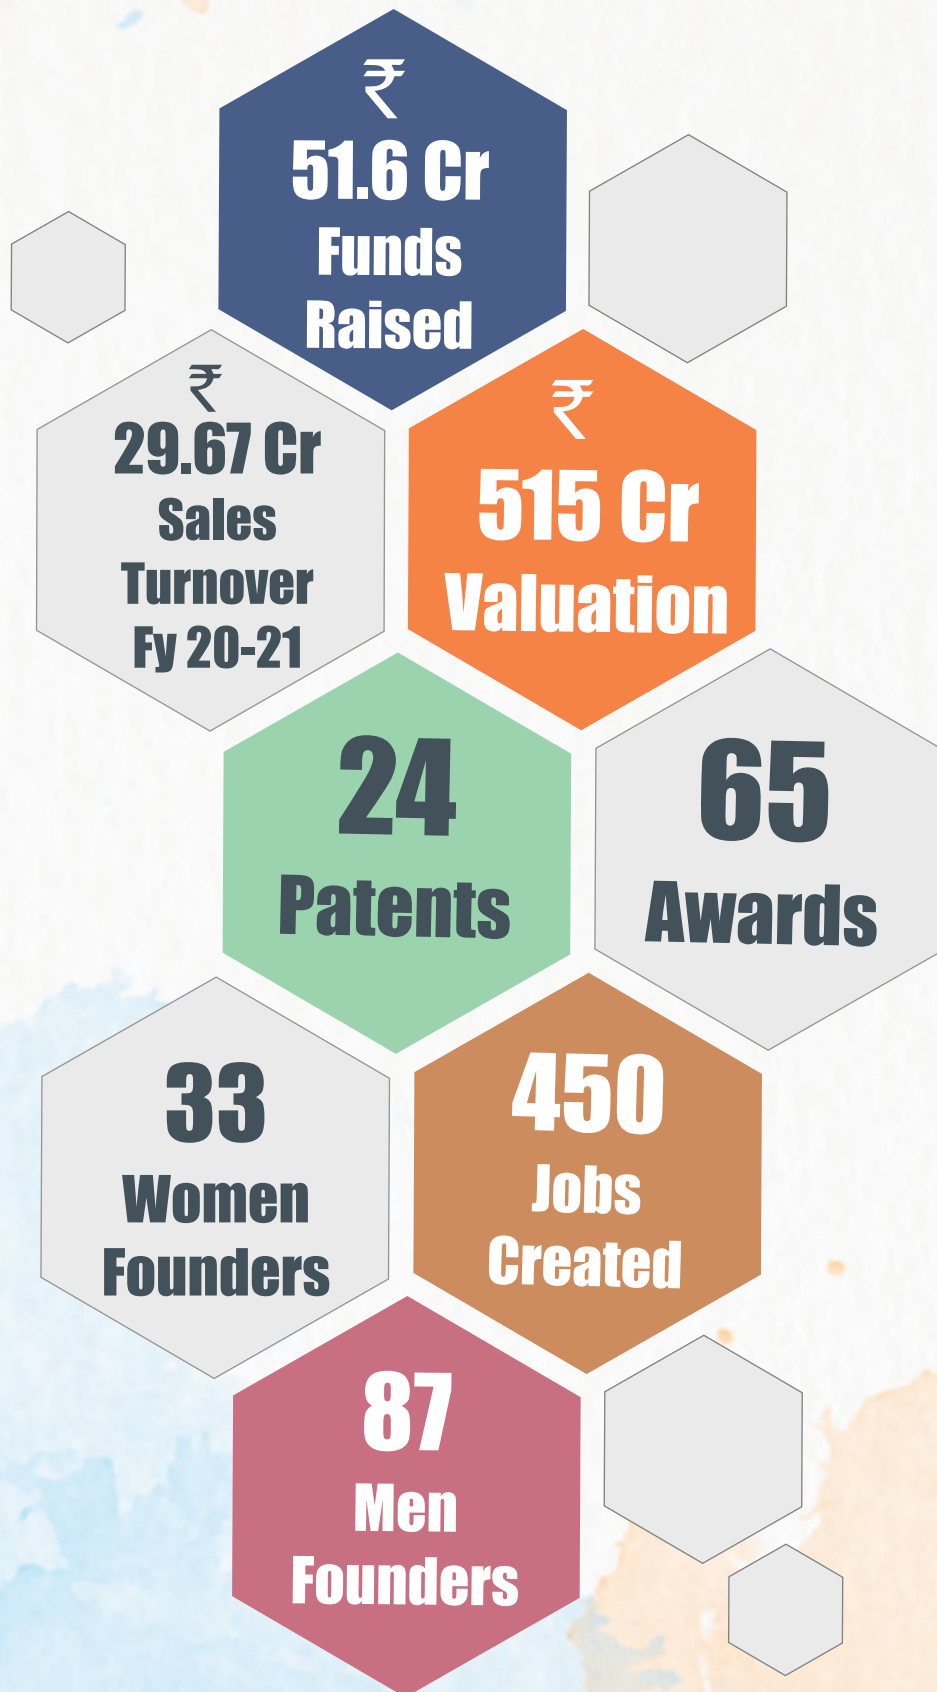 ₹
51.6 Cr
Funds
Raised
₹
29.67 Cr
Sales
Turnover
Fy 20-21
₹
515 Cr
Valuation
24
Patents
65
Awards
33
Women
Founders
450
Jobs
Created
87
Men
Founders